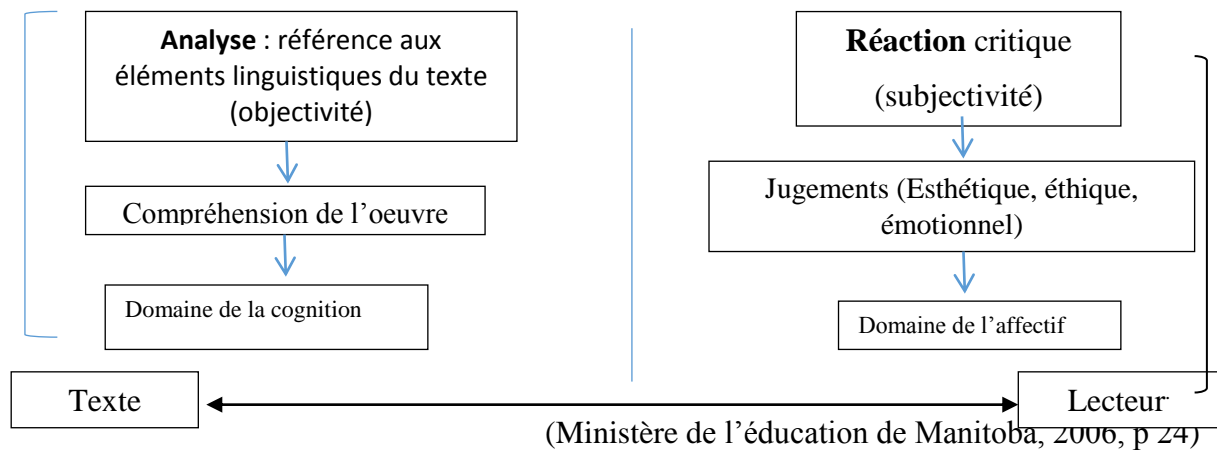 Analyse : référence aux
éléments linguistiques du texte
(objectivité)
Compréhension de l'oeuvre
Domaine de la cognition
Réaction critique
(subjectivité)
Jugements (Esthétique, éthique,
émotionnel)
Domaine de l'affectif
Texte
Lecteur
(Ministère de l'éducation de Manitoba, 2006, p 24)